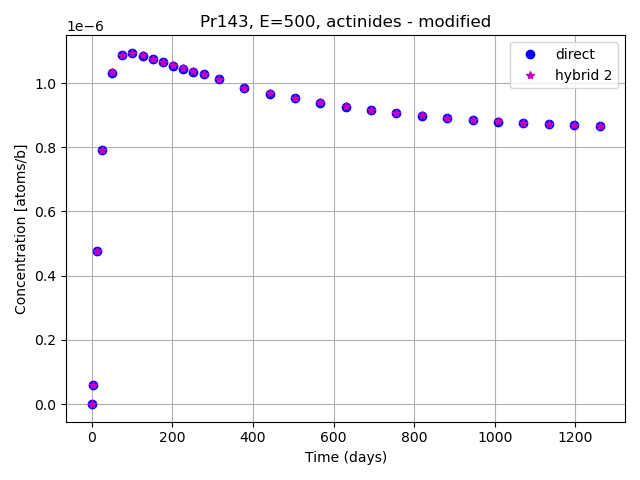 Pr143, E=500, actinides - modified
1e−6
direct
hybrid 2
1.0
0.8
0.6
0.4
0.2
0.0
Concentration [atoms/b]
0 200 400 600 800 1000 1200
Time (days)